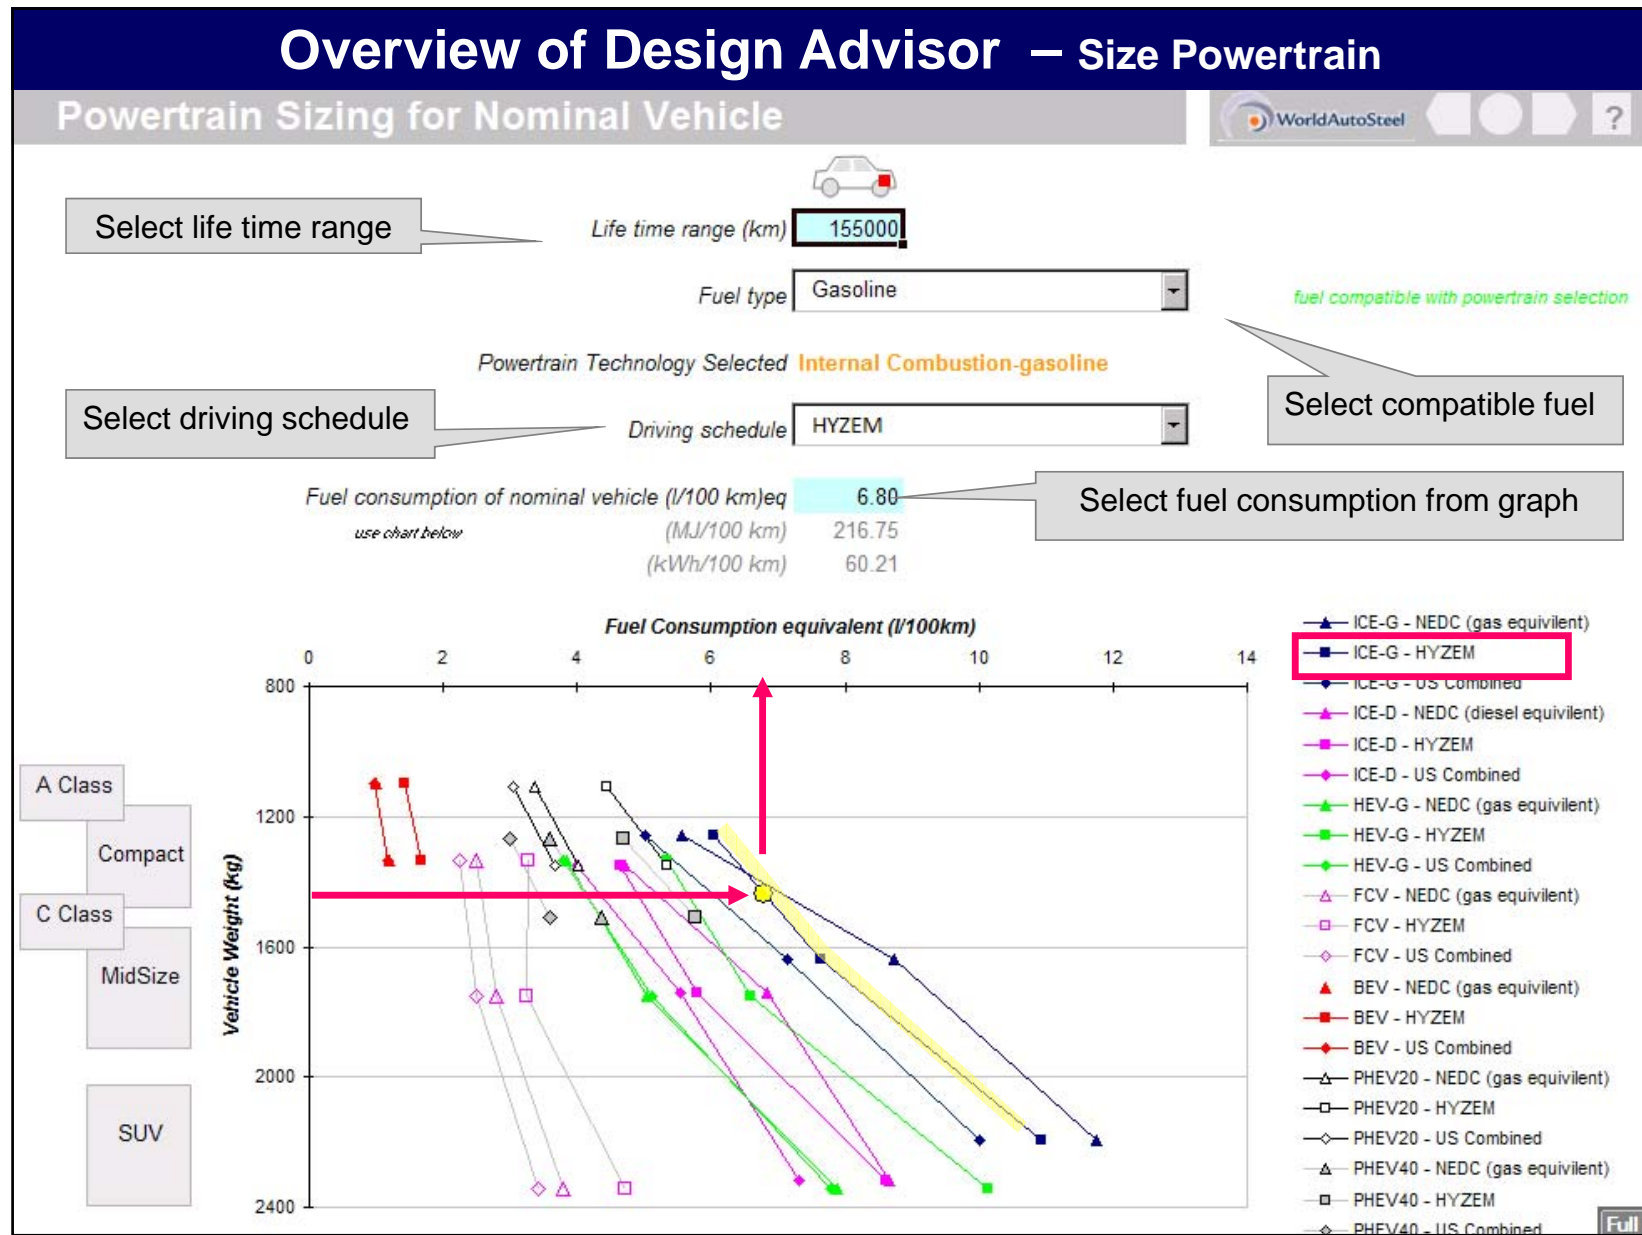 Overview of Design Advisor – Size Powertrain
Powertrain Sizing for Nominal Vehicle
WorldAutoSteel
?
Select life time range
Life time range (km) 155000
Fuel type Gasoline
fuel compatible with powertrain selection
Powertrain Technology Selected Internal Combustion-gasoline
Select compatible fuel
Select driving schedule
Driving schedule HYZEM
Fuel consumption of nominal vehicle (l/100 km)eq 6.80
Select fuel consumption from graph
use chart below (MJ/100 km) 216.75
(kWh/100 km) 60.21
Fuel Consumption equivalent (l/100km)
0 2 4 6 8 10 12 14
800
1200
1600
2000
2400
Vehicle Weight (kg)
A Class
Compact
C Class
MidSize
SUV
ICE-G - NEDC (gas equivilent)
ICE-G - HYZEM
ICE-G - US Combined
ICE-D - NEDC (diesel equivilent)
ICE-D - HYZEM
ICE-D - US Combined
HEV-G - NEDC (gas equivilent)
HEV-G - HYZEM
HEV-G - US Combined
FCV - NEDC (gas equivilent)
FCV - HYZEM
FCV - US Combined
BEV - NEDC (gas equivilent)
BEV - HYZEM
BEV - US Combined
PHEV20 - NEDC (gas equivilent)
PHEV20 - HYZEM
PHEV20 - US Combined
PHEV40 - NEDC (gas equivilent)
PHEV40 - HYZEM
PHEV40 - US Combined
Full